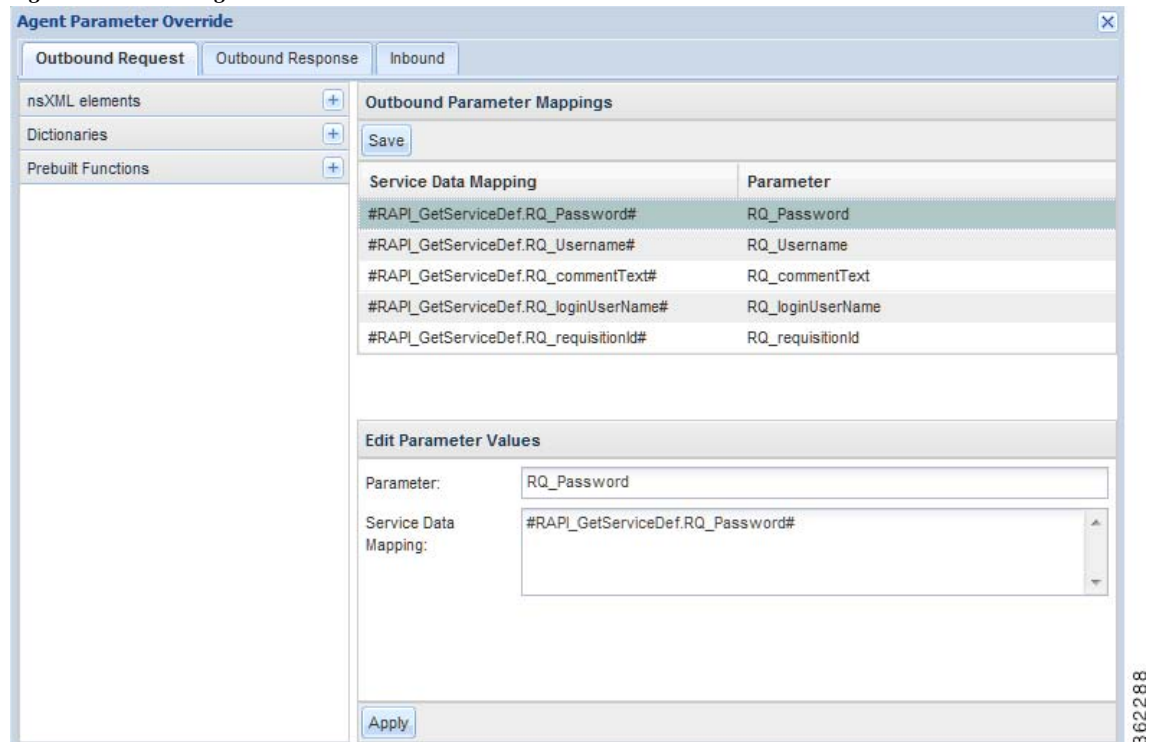 Agent Parameter Override
Outbound Request
Outbound Response
Inbound
nsXML elements
Dictionaries
Prebuilt Functions
Outbound Parameter Mappings
Save
Service Data Mapping Parameter
#RAPI_GetServiceDef.RQ_Password# RQ_Password
#RAPI_GetServiceDef.RQ_Username# RQ_Username
#RAPI_GetServiceDef.RQ_commentText# RQ_commentText
#RAPI_GetServiceDef.RQ_loginUserName# RQ_loginUserName
#RAPI_GetServiceDef.RQ_requisitionId# RQ_requisitionId
Edit Parameter Values
Parameter: RQ_Password
Service Data #RAPI_GetServiceDef.RQ_Password#
Mapping:
Apply
362288